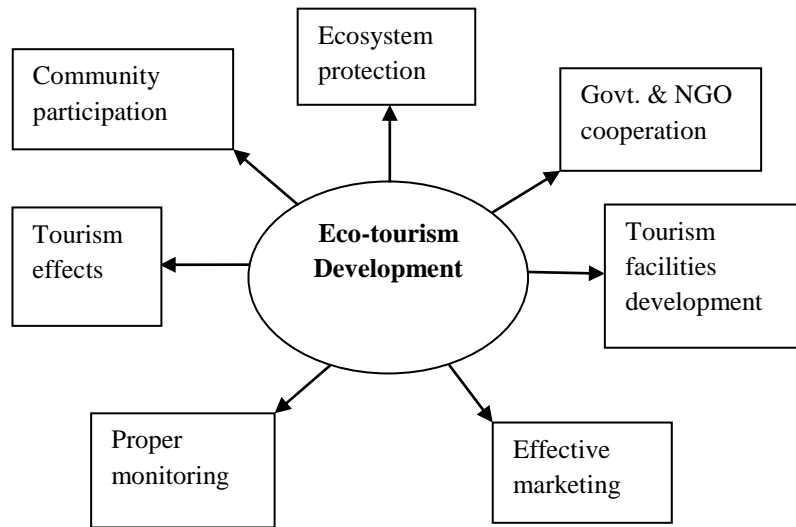 Ecosystem
protection
Community
participation
Govt. & NGO
cooperation
Eco-tourism
Development
Tourism
effects
Tourism
facilities
development
Proper
monitoring
Effective
marketing